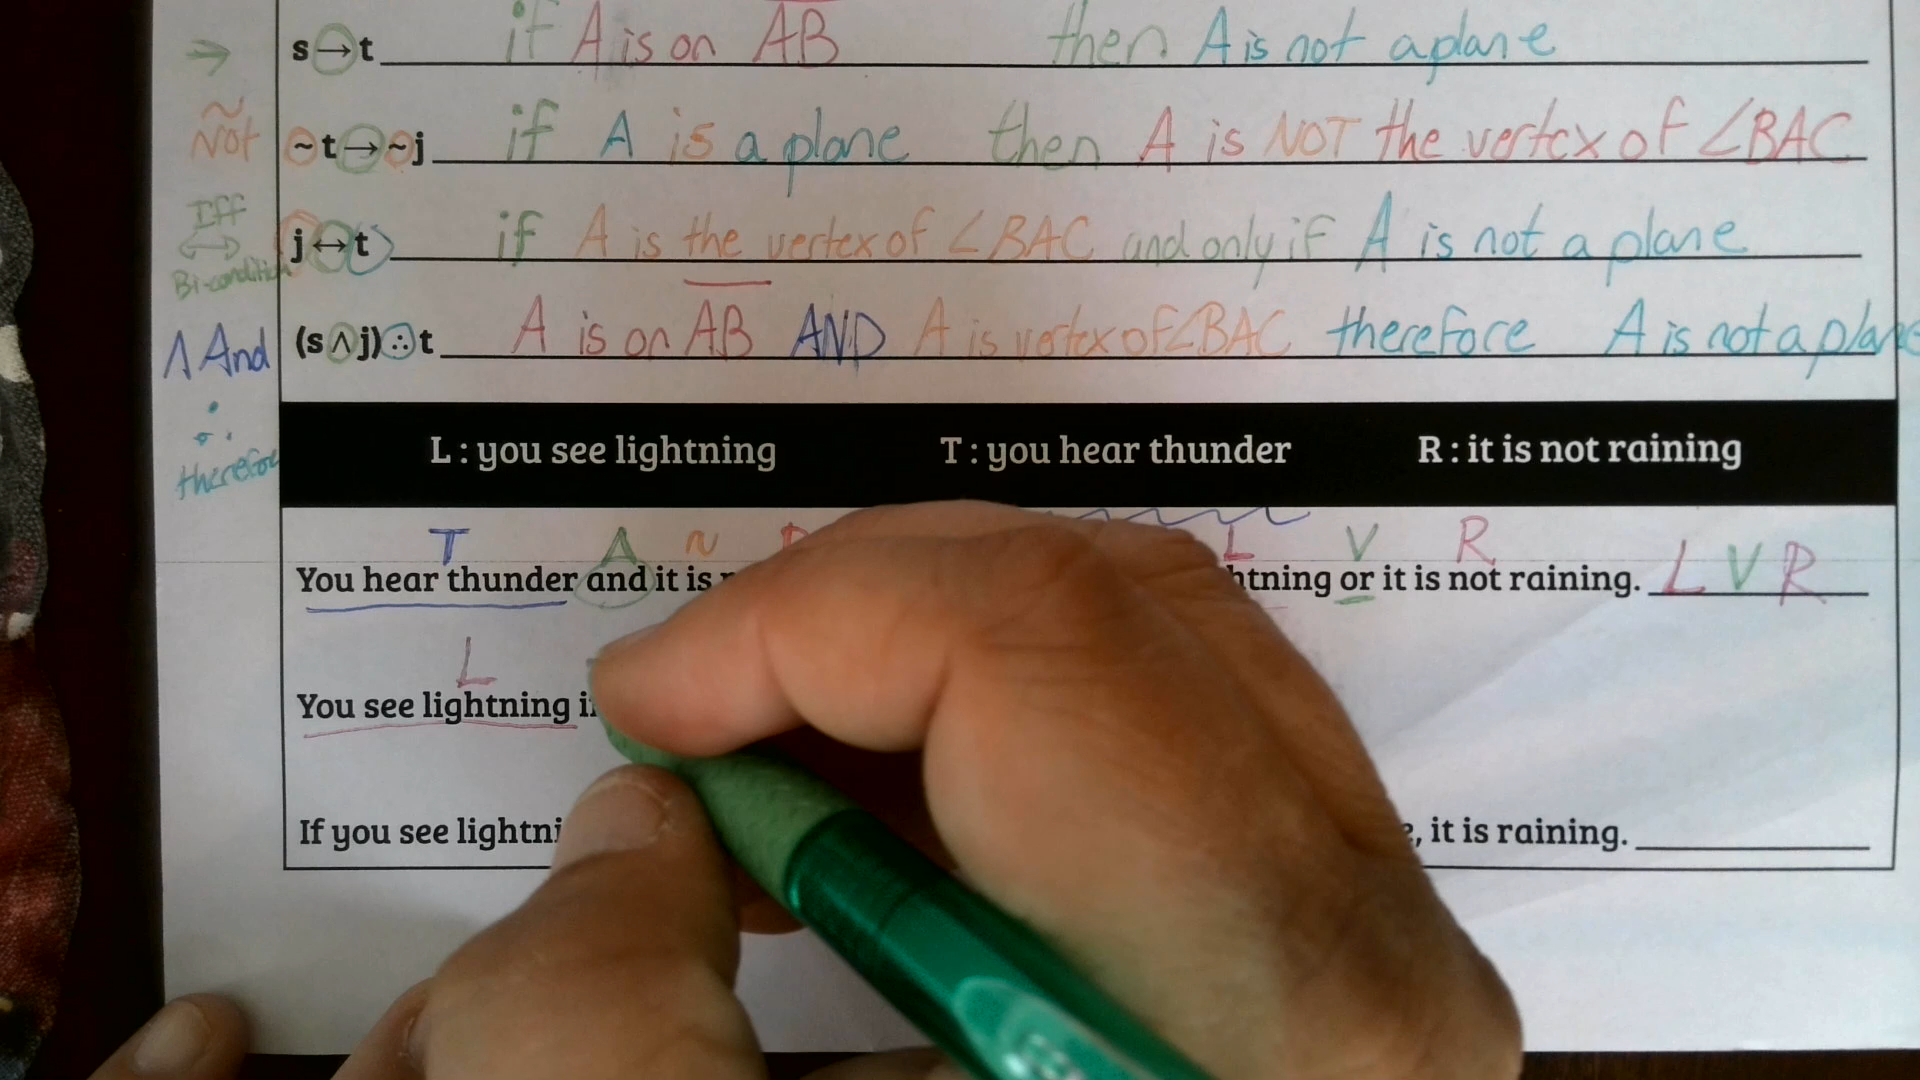 → s→t if A is on AB then A is not a plane
~ Not ~t→~j if A is a plane then A is NOT the vertex of ∠BAC
Iff ↔ Bi-condition j↔t if A is the vertex of ∠BAC and only if A is not a plane
∧ And (s∧j)∴t A is on AB AND A is vertex of ∠BAC therefore A is not a plane
∴ therefore
L : you see lightning T : you hear thunder R : it is not raining
T ∧ ~ L V R
You hear thunder and it is or it is not raining. L V R
L
You see lightning
If you see it is raining.